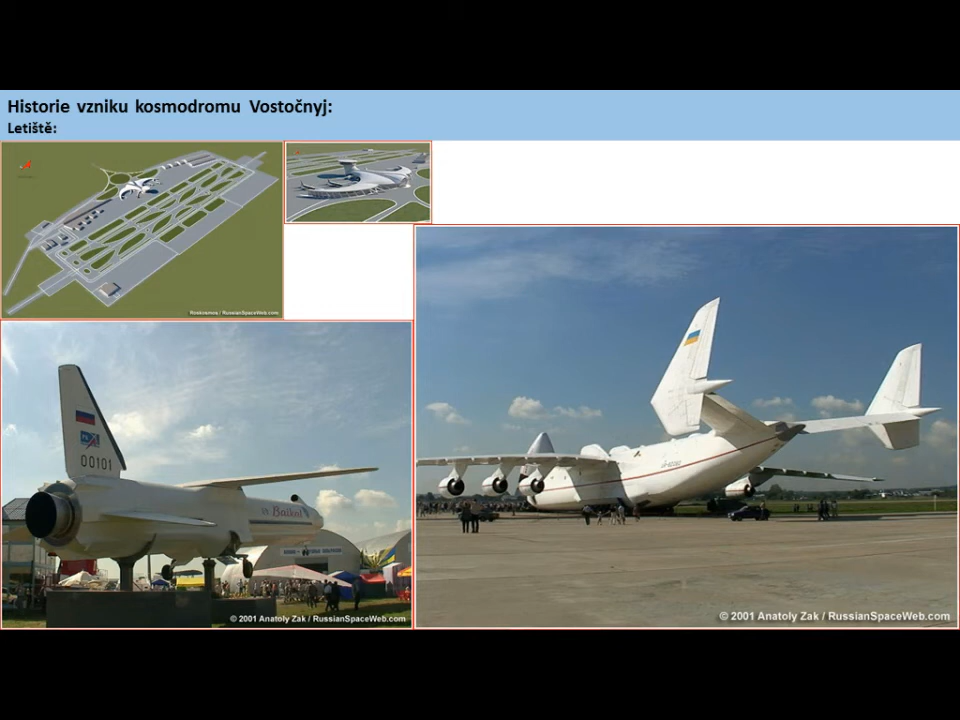 Historie vzniku kosmodromu Vostočnyj:
Letiště:
Roskosmos / RussianSpaceWeb.com
00101
Baikal
© 2001 Anatoly Zak / RussianSpaceWeb.com
© 2001 Anatoly Zak / RussianSpaceWeb.com